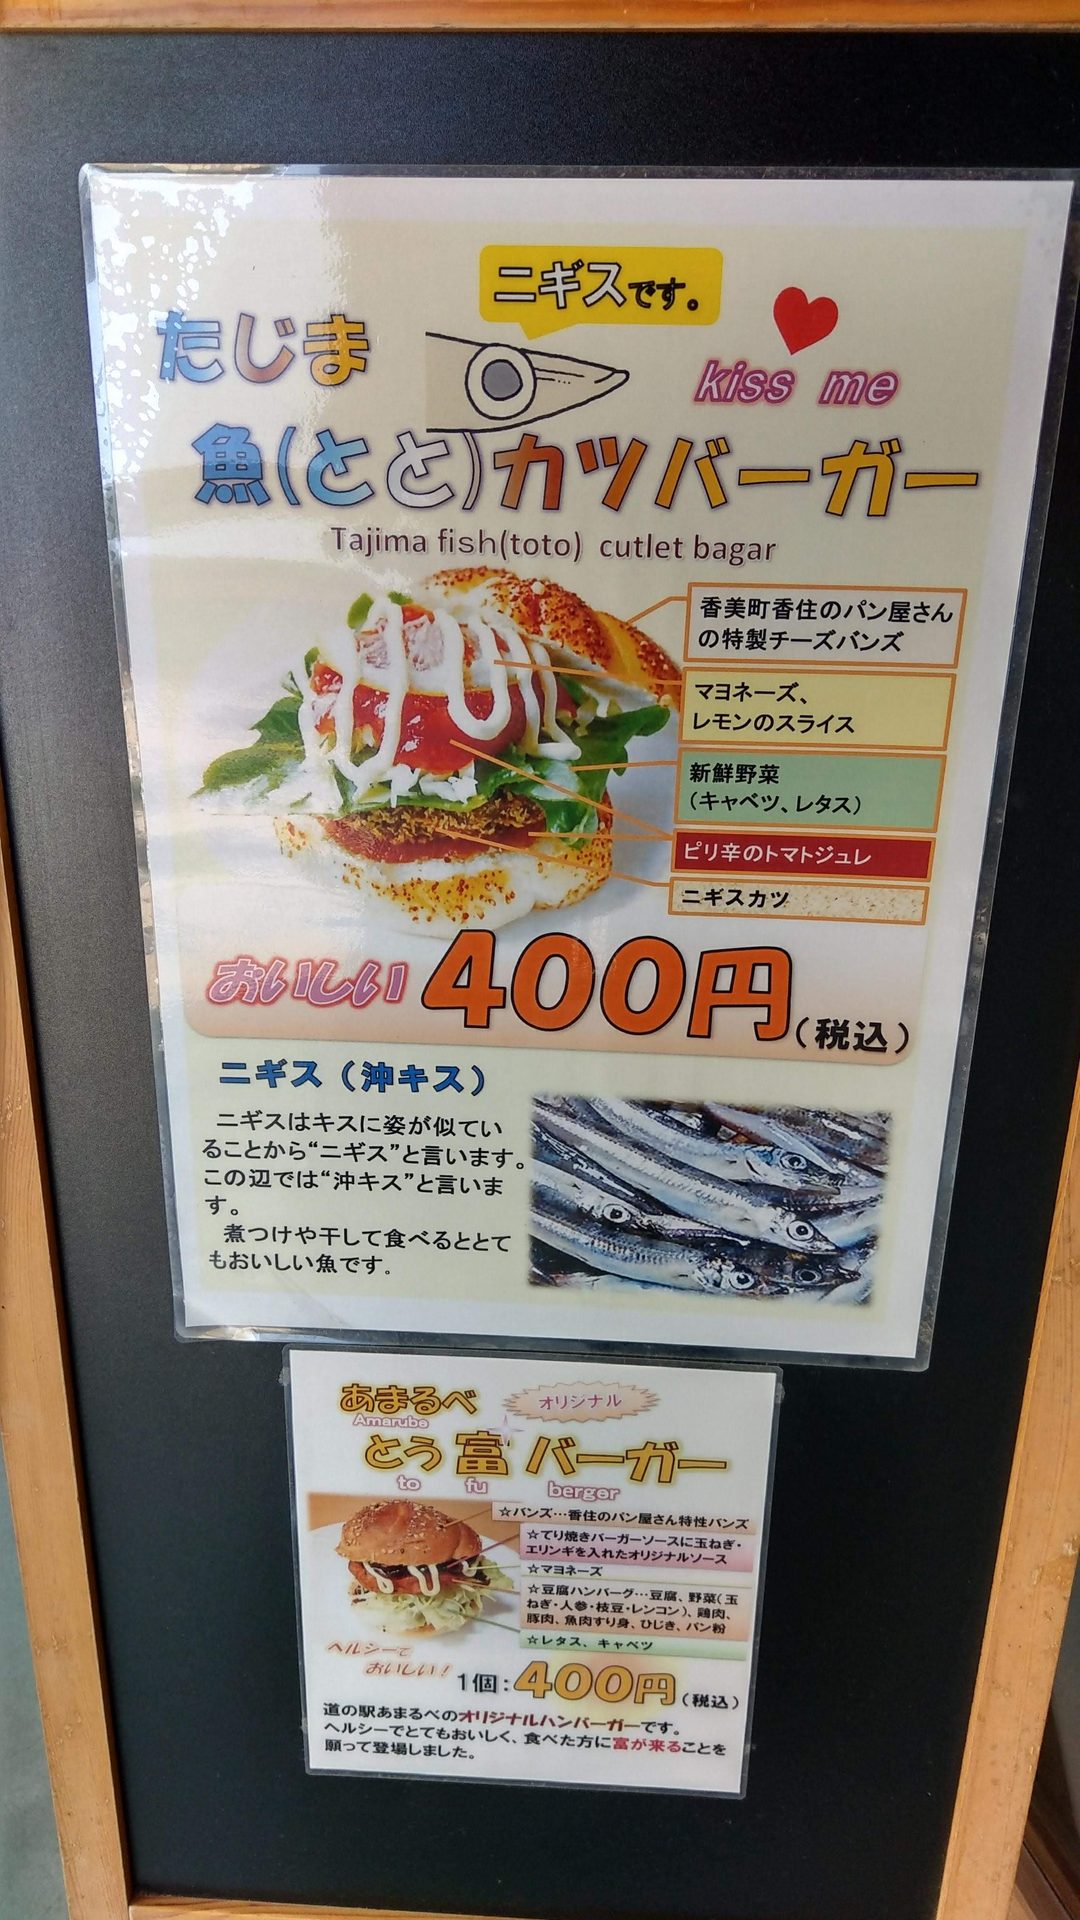 ニギスです。
たじま
kiss me
魚(とと)カツバーガー
Tajima fish(toto) cutlet bagar
香美町香住のパン屋さん
の特製チーズバンズ
マヨネーズ、
レモンのスライス
新鮮野菜
(キャベツ、レタス)
ピリ辛のトマトジュレ
ニギスカツ
おいしい 400円(税込)
ニギス(沖キス)
ニギスはキスに姿が似てい
ることから“ニギス”と言います。
この辺では“沖キス”と言いま
す。
煮つけや干して食べるととて
もおいしい魚です。
あまるべ
オリジナル
Amarube
とう富バーガー
to fu berger
☆バンズ…香住のパン屋さん特性バンズ
☆てり焼きバーガーソースに玉ねぎ・
エリンギを入れたオリジナルソース
☆マヨネーズ
☆豆腐ハンバーグ…豆腐、野菜(玉
ねぎ・人参・枝豆・レンコン)、鶏肉、
豚肉、魚肉すり身、ひじき、パン粉
☆レタス、キャベツ
ヘルシーで
おいしい!
1個:400円(税込)
道の駅あまるべのオリジナルハンバーガーです。
ヘルシーでとてもおいしく、食べた方に富が来ることを
願って登場しました。